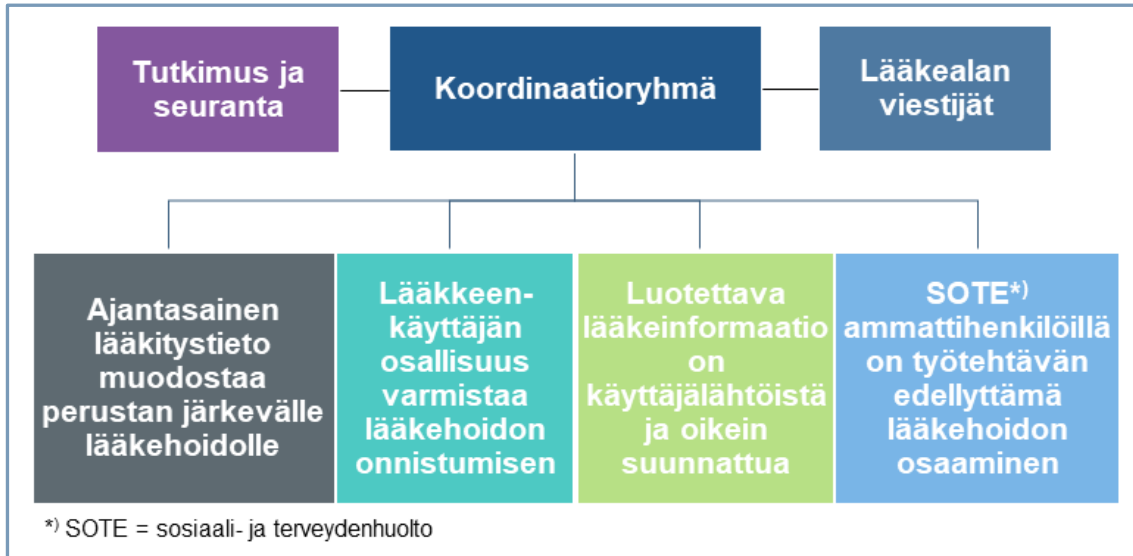 Tutkimus ja
seuranta
Koordinaatioryhmä
Lääkealan
viestijät
Ajantasainen
lääkitystieto
muodostaa
perustan järkevälle
lääkehoidolle
Lääkkeen-
käyttäjän
osallisuus
varmistaa
lääkehoidon
onnistumisen
Luotettava
lääkeinformaatio
on
käyttäjälähtöistä
ja oikein
suunnattua
SOTE*)
ammattihenkilöillä
on työtehtävän
edellyttämä
lääkehoidon
osaaminen
*) SOTE = sosiaali- ja terveydenhuolto